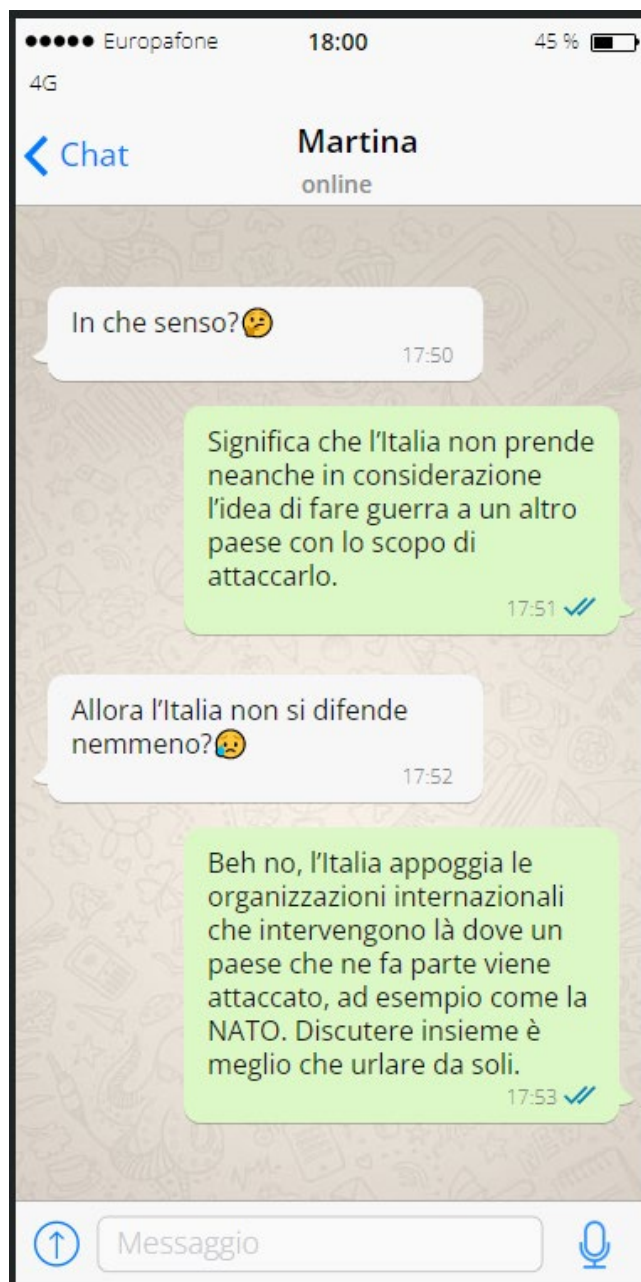 ●●●●● Europafone 18:00 45 %
4G
Chat Martina
online
In che senso?🤔
17:50
Significa che l'Italia non prende
neanche in considerazione
l'idea di fare guerra a un altro
paese con lo scopo di
attaccarlo.
17:51
Allora l'Italia non si difende
nemmeno?😥
17:52
Beh no, l'Italia appoggia le
organizzazioni internazionali
che intervengono là dove un
paese che ne fa parte viene
attaccato, ad esempio come la
NATO. Discutere insieme è
meglio che urlare da soli.
17:53
Messaggio